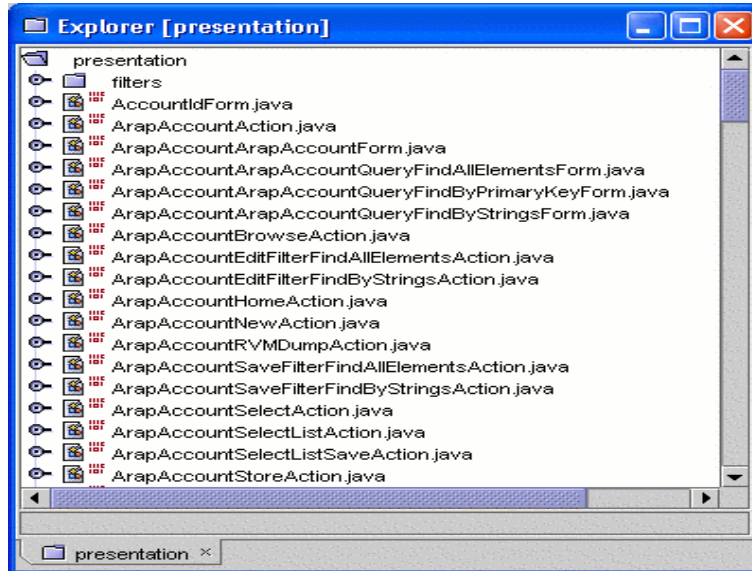 Explorer [presentation]
presentation
filters
AccountIdForm.java
ArapAccountAction.java
ArapAccountArapAccountForm.java
ArapAccountArapAccountQueryFindAllElementsForm.java
ArapAccountArapAccountQueryFindByPrimaryKeyForm.java
ArapAccountArapAccountQueryFindByStringsForm.java
ArapAccountBrowseAction.java
ArapAccountEditFilterFindAllElementsAction.java
ArapAccountEditFilterFindByStringsAction.java
ArapAccountHomeAction.java
ArapAccountNewAction.java
ArapAccountRVMDumpAction.java
ArapAccountSaveFilterFindAllElementsAction.java
ArapAccountSaveFilterFindByStringsAction.java
ArapAccountSelectAction.java
ArapAccountSelectListAction.java
ArapAccountSelectListSaveAction.java
ArapAccountStoreAction.java
presentation